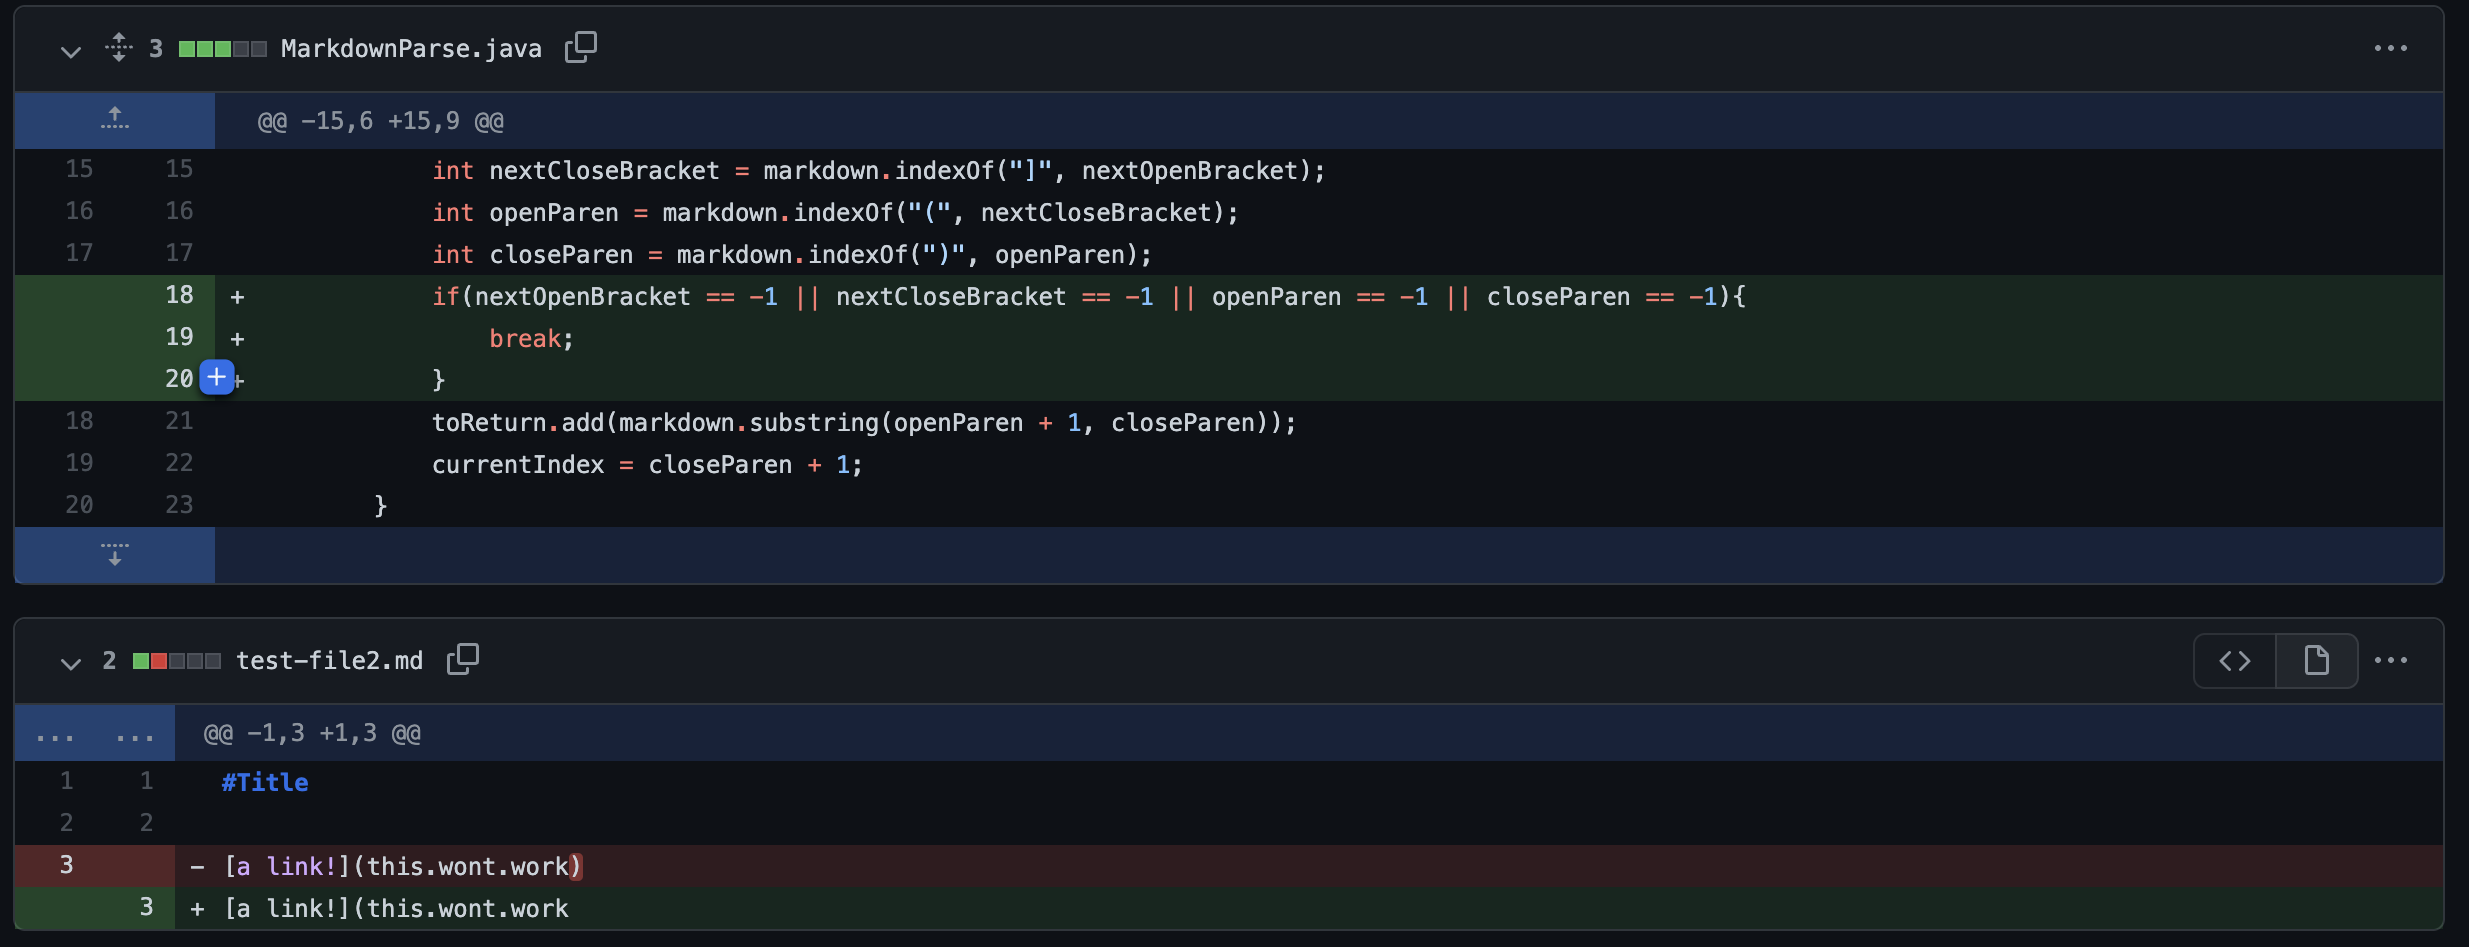 3 MarkdownParse.java
@@ -15,6 +15,9 @@
15 15 int nextCloseBracket = markdown.indexOf("]", nextOpenBracket);
16 16 int openParen = markdown.indexOf("(", nextCloseBracket);
17 17 int closeParen = markdown.indexOf(")", openParen);
18 + if(nextOpenBracket == -1 || nextCloseBracket == -1 || openParen == -1 || closeParen == -1){
19 + break;
20 + }
18 21 toReturn.add(markdown.substring(openParen + 1, closeParen));
19 22 currentIndex = closeParen + 1;
20 23 }
2 test-file2.md
... ... @@ -1,3 +1,3 @@
1 1 #Title
2 2
3 - [a link!](this.wont.work)
3 + [a link!](this.wont.work